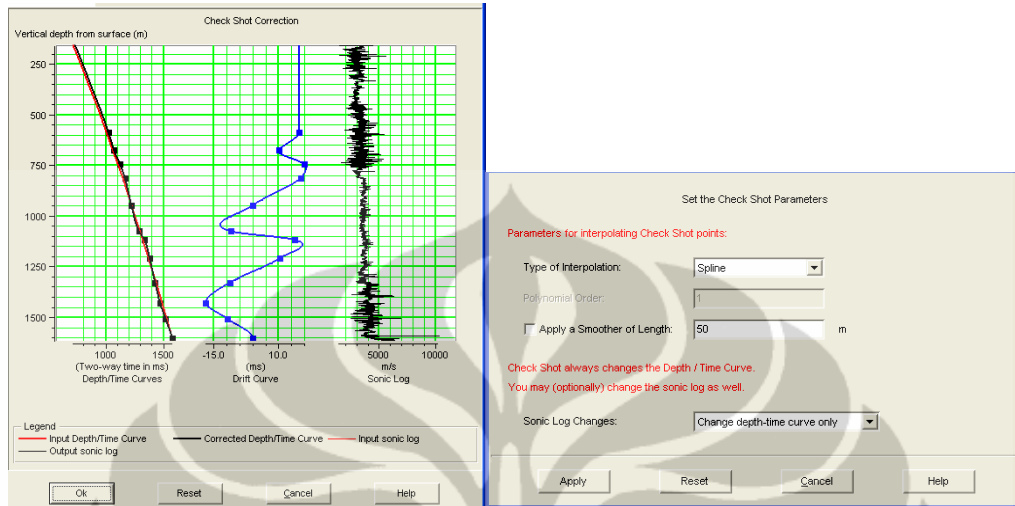 Check Shot Correction
Vertical depth from surface (m)
250
500
750
1000
1250
1500
1000 1500
(Two-way time in ms)
Depth/Time Curves
-15.0 10.0
(ms)
Drift Curve
5000 10000
m/s
Sonic Log
Legend
Input Depth/Time Curve Corrected Depth/Time Curve Input sonic log
Output sonic log
Ok Reset Cancel Help
Set the Check Shot Parameters
Parameters for interpolating Check Shot points:
Type of Interpolation: Spline
Polynomial Order: 1
Apply a Smoother of Length: 50 m
Check Shot always changes the Depth / Time Curve.
You may (optionally) change the sonic log as well.
Sonic Log Changes: Change depth-time curve only
Apply Reset Cancel Help